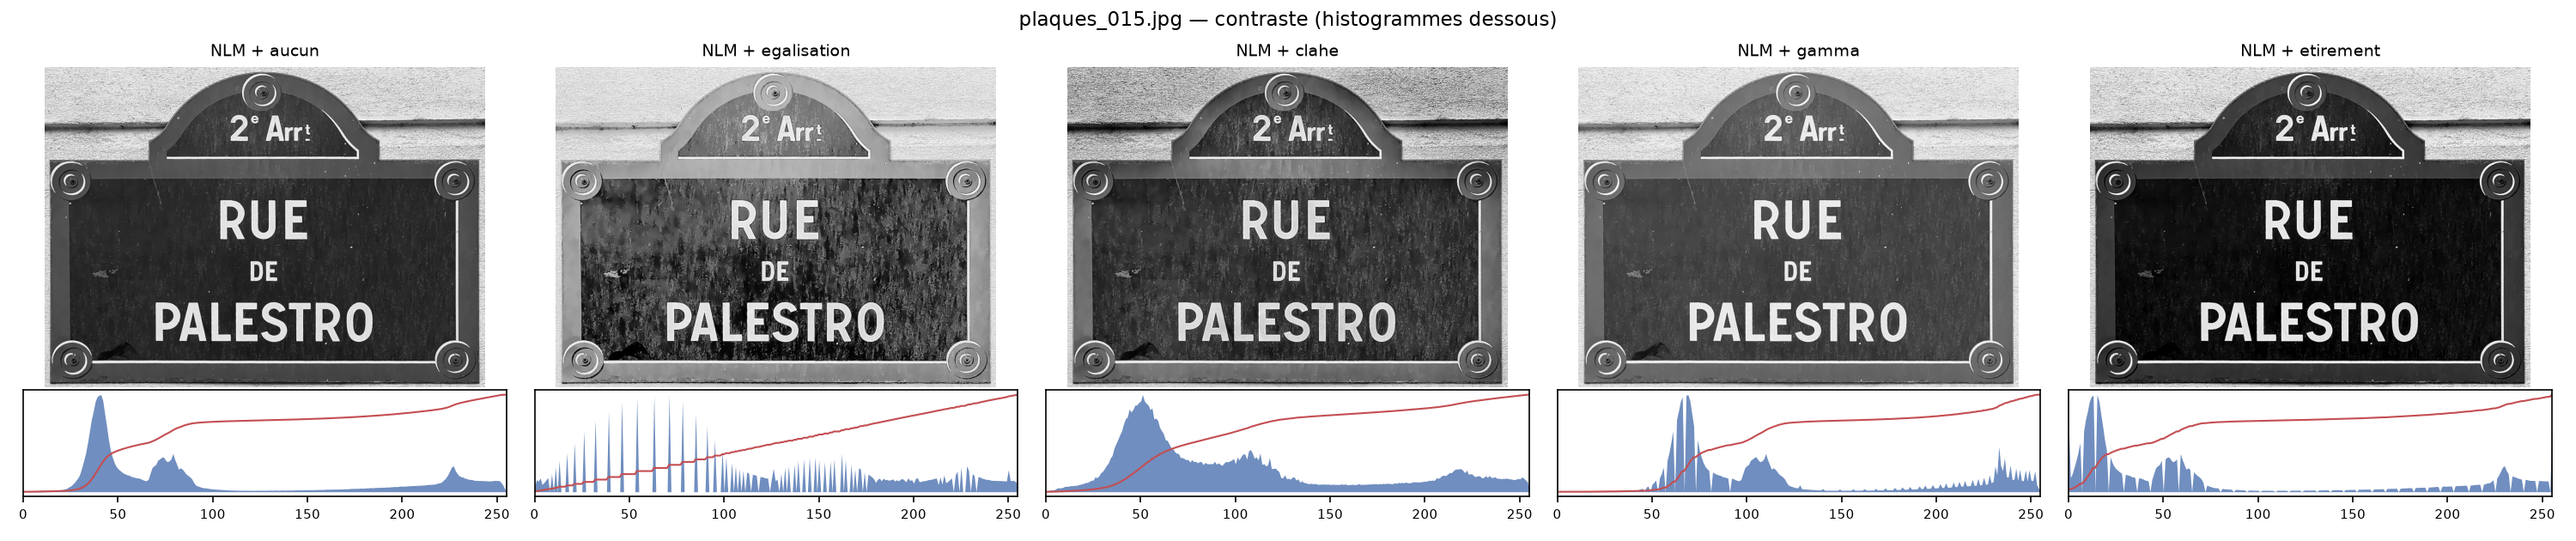 plaques_015.jpg — contraste (histogrammes dessous)
NLM + aucun
NLM + egalisation
NLM + clahe
NLM + gamma
NLM + etirement
2e Arrt
RUE
DE
PALESTRO
2e Arrt
RUE
DE
PALESTRO
2e Arrt
RUE
DE
PALESTRO
2e Arrt
RUE
DE
PALESTRO
2e Arrt
RUE
DE
PALESTRO
0 50 100 150 200 250
0 50 100 150 200 250
0 50 100 150 200 250
0 50 100 150 200 250
0 50 100 150 200 250